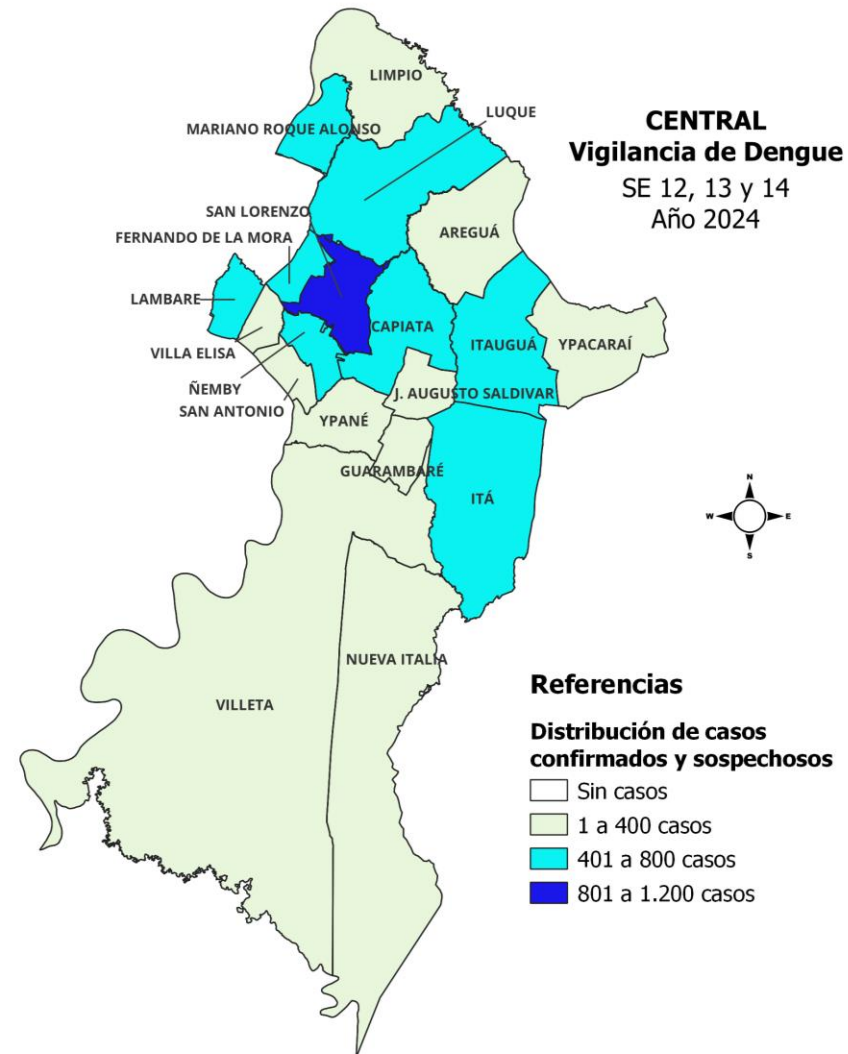 LIMPIO
LUQUE
MARIANO ROQUE ALONSO
CENTRAL
Vigilancia de Dengue
SE 12, 13 y 14
Año 2024
SAN LORENZO
FERNANDO DE LA MORA
AREGUÁ
LAMBARE
CAPIATA
ITAUGUÁ
YPACARAÍ
VILLA ELISA
ÑEMBY
J. AUGUSTO SALDIVAR
SAN ANTONIO
YPANÉ
GUARAMBARÉ
ITÁ
N
W
E
S
NUEVA ITALIA
VILLETA
Referencias
Distribución de casos
confirmados y sospechosos
Sin casos
1 a 400 casos
401 a 800 casos
801 a 1.200 casos